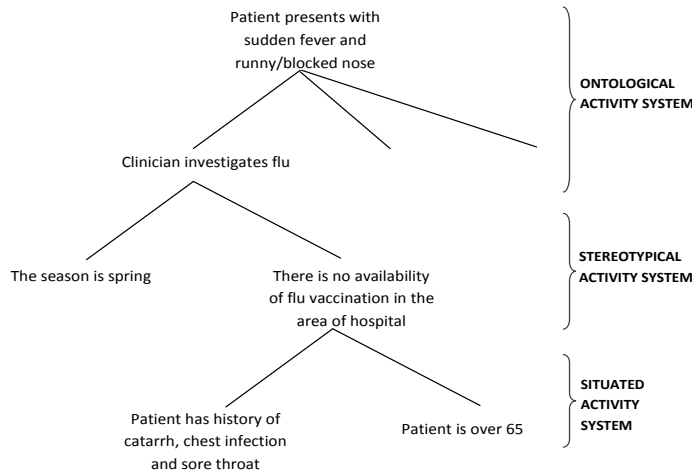 Patient presents with
sudden fever and
runny/blocked nose
ONTOLOGICAL
ACTIVITY SYSTEM
Clinician investigates flu
STEREOTYPICAL
ACTIVITY SYSTEM
The season is spring
There is no availability
of flu vaccination in the
area of hospital
SITUATED
ACTIVITY
SYSTEM
Patient has history of
catarrh, chest infection
and sore throat
Patient is over 65